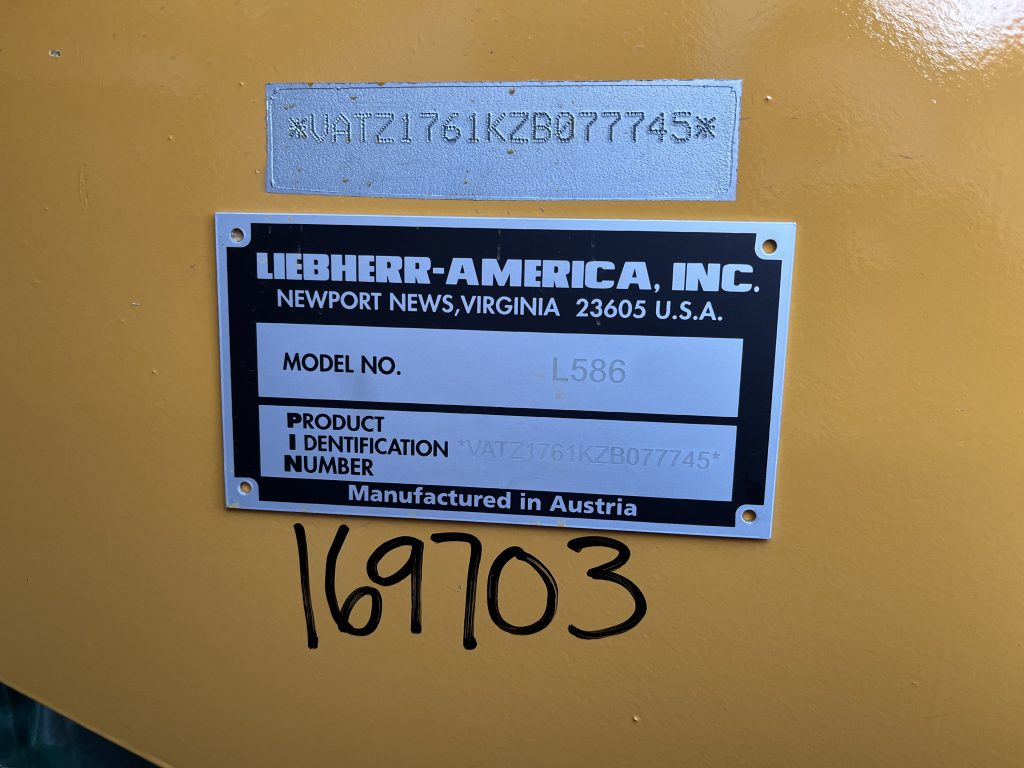 *VATZ1761KZB077745*
LIEBHERR-AMERICA, INC.
NEWPORT NEWS, VIRGINIA 23605 U.S.A.
MODEL NO. L586
PRODUCT
IDENTIFICATION *VATZ1761KZB077745*
NUMBER
Manufactured in Austria
169703